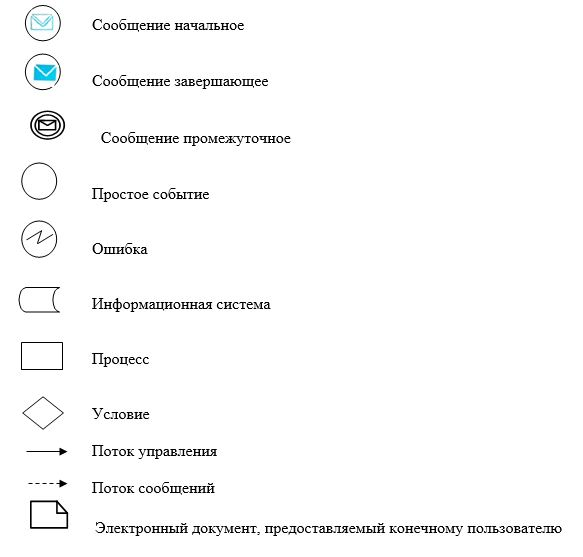 Сообщение начальное
Сообщение завершающее
Сообщение промежуточное
Простое событие
Ошибка
Информационная система
Процесс
Условие
Поток управления
Поток сообщений
Электронный документ, предоставляемый конечному пользователю